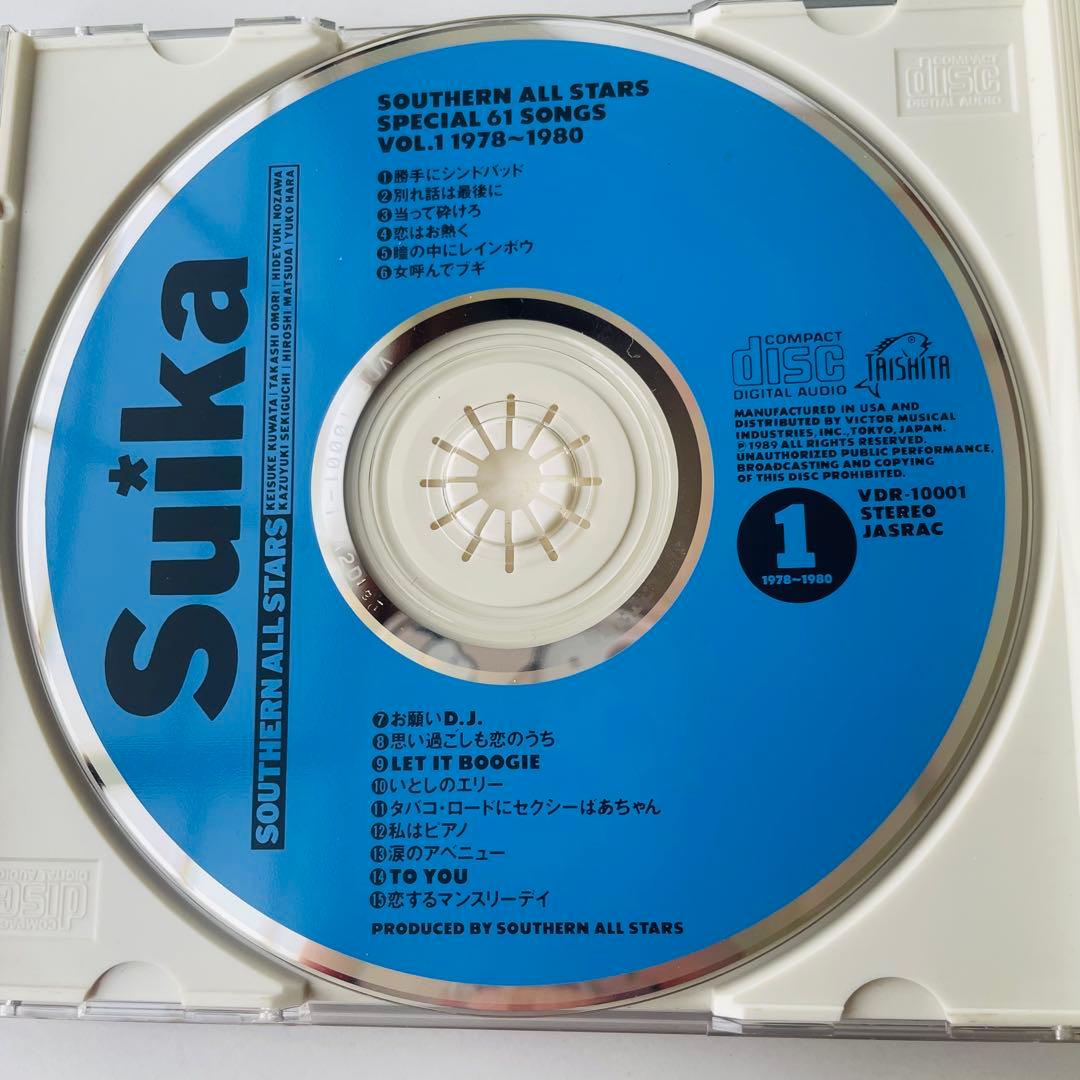 SOUTHERN ALL STARS
SPECIAL 61 SONGS
VOL.1 1978~1980
①勝手にシンドバッド
②別れ話は最後に
③当って砕けろ
④恋はお熱く
⑤瞳の中にレインボウ
⑥女呼んでブギ
Suika
SOUTHERN ALL STARS
KEISUKE KUWATA | TAKASHI OMORI | HIDEYUKI NOZAWA
KAZUYUKI SEKIGUCHI | HIROSHI MATSUDA | YUKO HARA
COMPACT
disc
DIGITAL AUDIO
TAISHITA
MANUFACTURED IN USA AND
DISTRIBUTED BY VICTOR MUSICAL
INDUSTRIES, INC., TOKYO, JAPAN.
℗ 1989 ALL RIGHTS RESERVED.
UNAUTHORIZED PUBLIC PERFORMANCE,
BROADCASTING AND COPYING
OF THIS DISC PROHIBITED.
1
1978~1980
VDR-10001
STEREO
JASRAC
⑦お願いD.J.
⑧思い過ごしも恋のうち
⑨LET IT BOOGIE
⑩いとしのエリー
⑪タバコ・ロードにセクシーばあちゃん
⑫私はピアノ
⑬涙のアベニュー
⑭TO YOU
⑮恋するマンスリーデイ
PRODUCED BY SOUTHERN ALL STARS
COMPACT
disc
DIGITAL AUDIO
COMPACT
disc
DIGITAL AUDIO